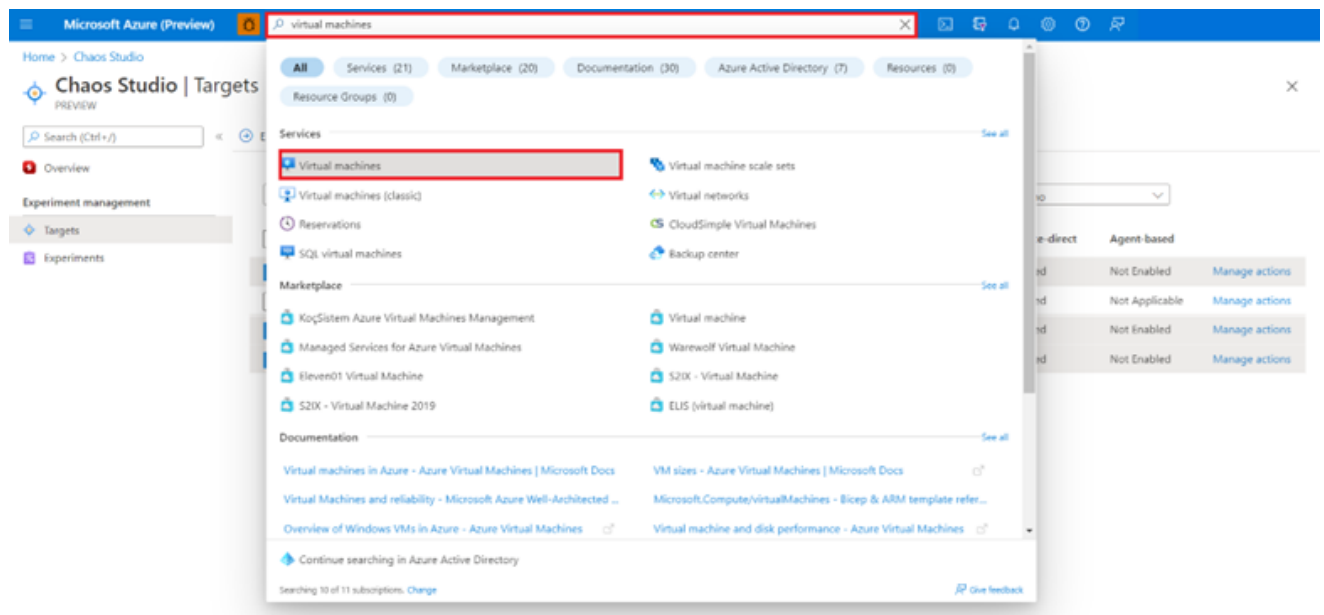 Microsoft Azure (Preview)
virtual machines
Home > Chaos Studio
Chaos Studio | Targets
PREVIEW
Search (Ctrl+/)
Overview
Experiment management
Targets
Experiments
All
Services (21)
Marketplace (20)
Documentation (30)
Azure Active Directory (7)
Resources (0)
Resource Groups (0)
Services
See all
Virtual machines
Virtual machine scale sets
Virtual machines (classic)
Virtual networks
Reservations
CloudSimple Virtual Machines
SQL virtual machines
Backup center
Marketplace
See all
KoçSistem Azure Virtual Machines Management
Virtual machine
Managed Services for Azure Virtual Machines
Warewolf Virtual Machine
Eleven01 Virtual Machine
S2IX - Virtual Machine
S2IX - Virtual Machine 2019
ELIS (virtual machine)
Documentation
See all
Virtual machines in Azure - Azure Virtual Machines | Microsoft Docs
VM sizes - Azure Virtual Machines | Microsoft Docs
Virtual Machines and reliability - Microsoft Azure Well-Architected ...
Microsoft.Compute/virtualMachines - Bicep & ARM template refer...
Overview of Windows VMs in Azure - Azure Virtual Machines
Virtual machine and disk performance - Azure Virtual Machines
Continue searching in Azure Active Directory
Searching 10 of 11 subscriptions. Change
Give feedback
e-direct
Agent-based
ed
Not Enabled
Manage actions
ed
Not Applicable
Manage actions
ed
Not Enabled
Manage actions
ed
Not Enabled
Manage actions